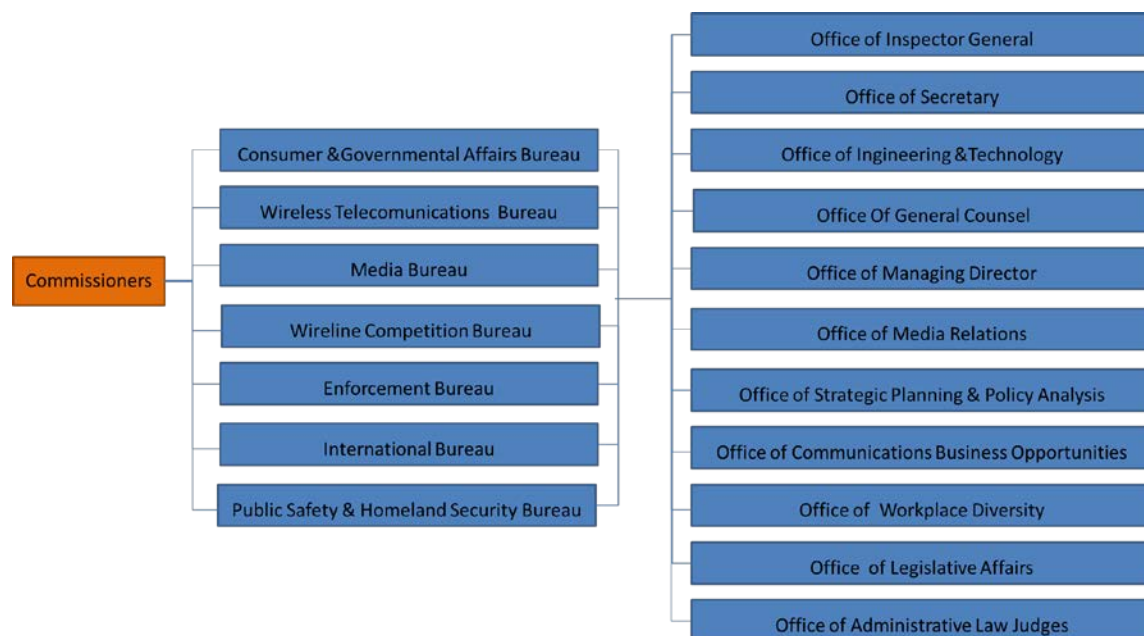 Commissioners
Consumer &Governmental Affairs Bureau
Wireless Telecomunications Bureau
Media Bureau
Wireline Competition Bureau
Enforcement Bureau
International Bureau
Public Safety & Homeland Security Bureau
Office of Inspector General
Office of Secretary
Office of Ingineering &Technology
Office Of General Counsel
Office of Managing Director
Office of Media Relations
Office of Strategic Planning & Policy Analysis
Office of Communications Business Opportunities
Office of Workplace Diversity
Office of Legislative Affairs
Office of Administrative Law Judges